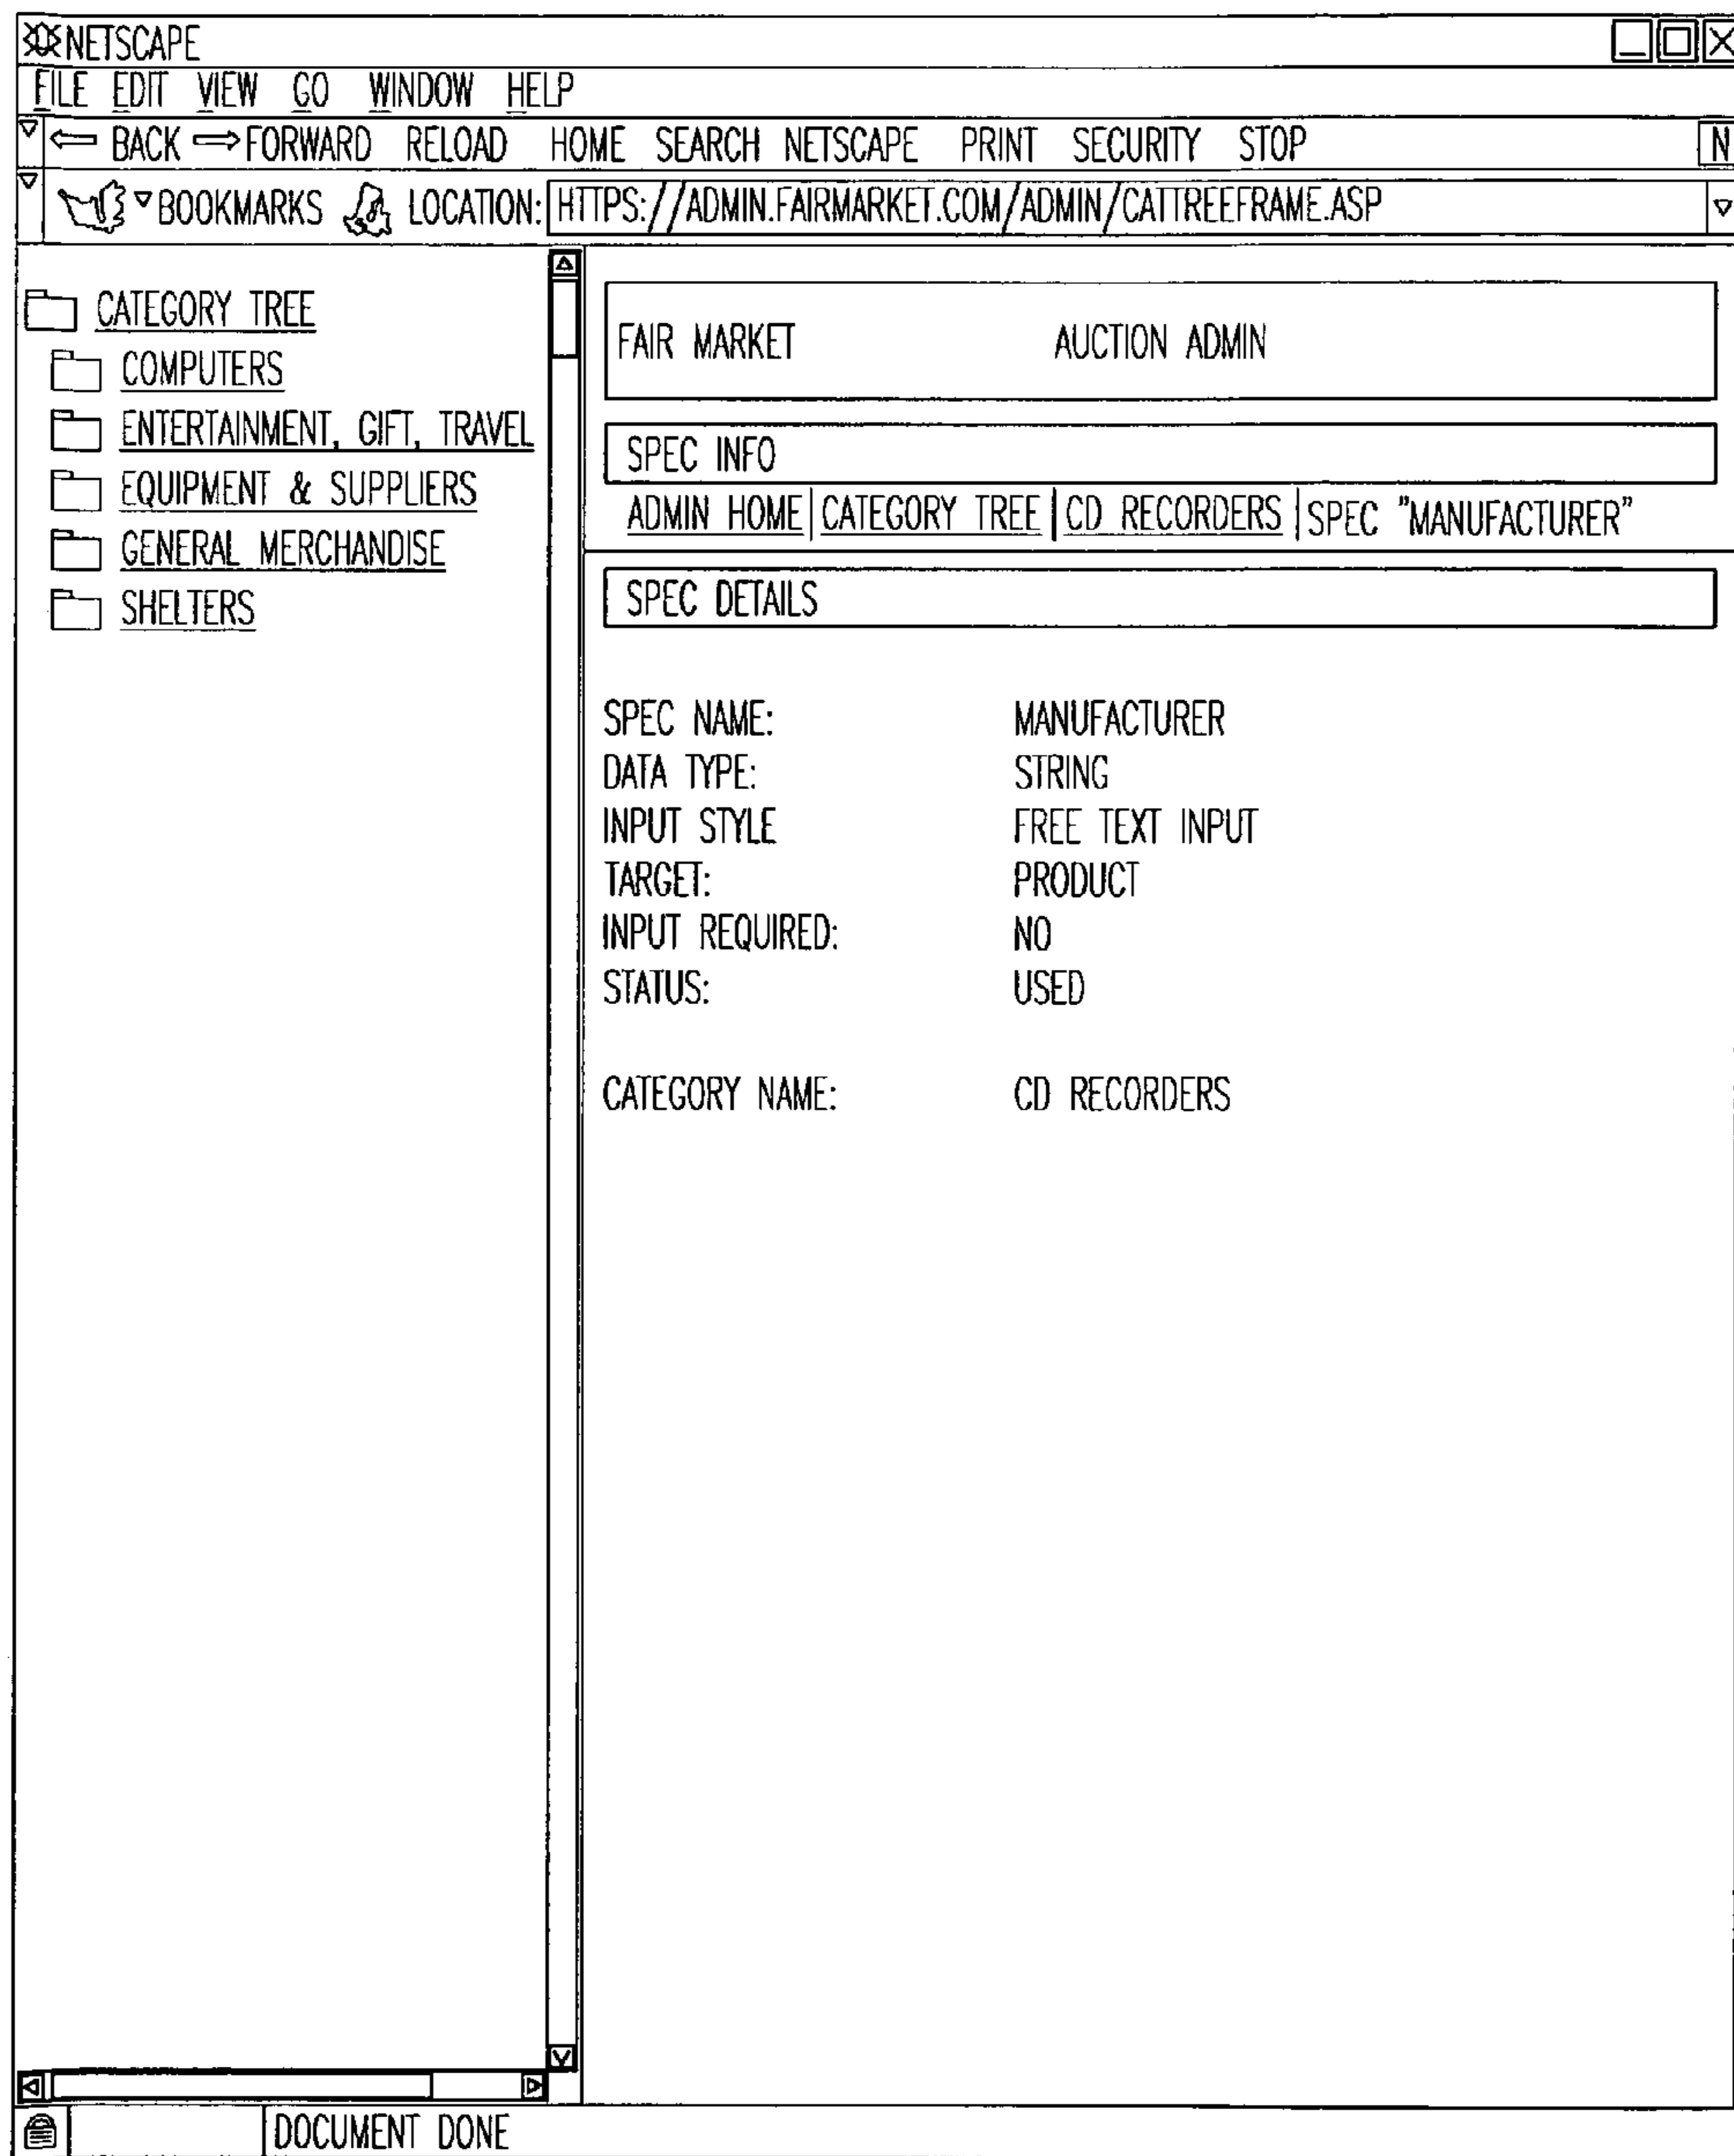 NETSCAPE
FILE EDIT VIEW GO WINDOW HELP
BACK FORWARD RELOAD HOME SEARCH NETSCAPE PRINT SECURITY STOP N
BOOKMARKS LOCATION: HTTPS://ADMIN.FAIRMARKET.COM/ADMIN/CATTREEFRAME.ASP
CATEGORY TREE
COMPUTERS
ENTERTAINMENT, GIFT, TRAVEL
EQUIPMENT & SUPPLIERS
GENERAL MERCHANDISE
SHELTERS
FAIR MARKET AUCTION ADMIN
SPEC INFO
ADMIN HOME|CATEGORY TREE|CD RECORDERS|SPEC "MANUFACTURER"
SPEC DETAILS
SPEC NAME: MANUFACTURER
DATA TYPE: STRING
INPUT STYLE FREE TEXT INPUT
TARGET: PRODUCT
INPUT REQUIRED: NO
STATUS: USED
CATEGORY NAME: CD RECORDERS
DOCUMENT DONE